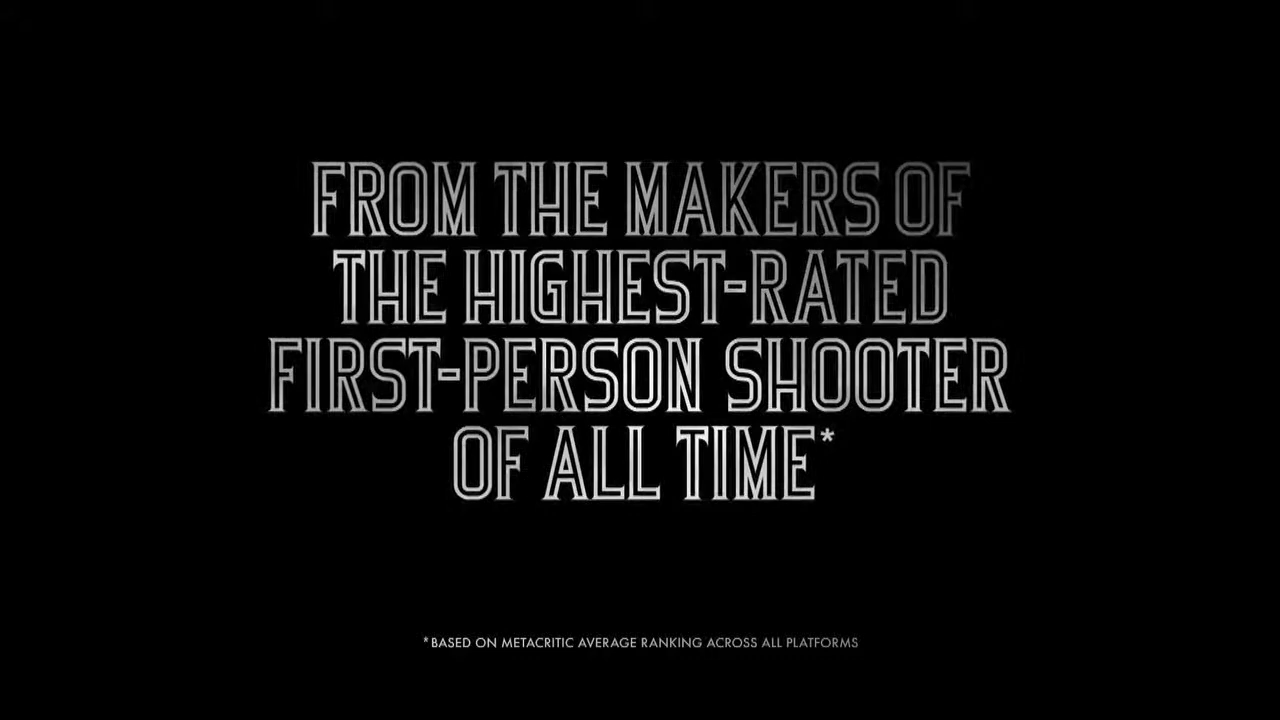 FROM THE MAKERS OF
THE HIGHEST-RATED
FIRST-PERSON SHOOTER
OF ALL TIME*
*BASED ON METACRITIC AVERAGE RANKING ACROSS ALL PLATFORMS